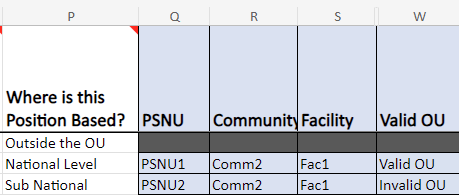 P Q R S W
Where is this
Position Based? PSNU Community Facility Valid OU
Outside the OU
National Level PSNU1 Comm2 Fac1 Valid OU
Sub National PSNU2 Comm2 Fac1 Invalid OU